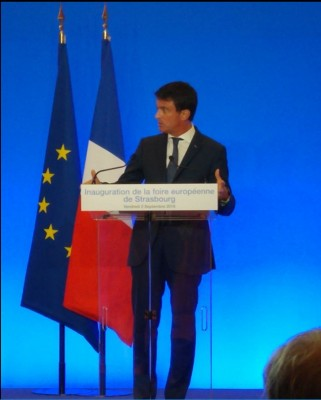 Inauguration de la foire européenne
de Strasbourg